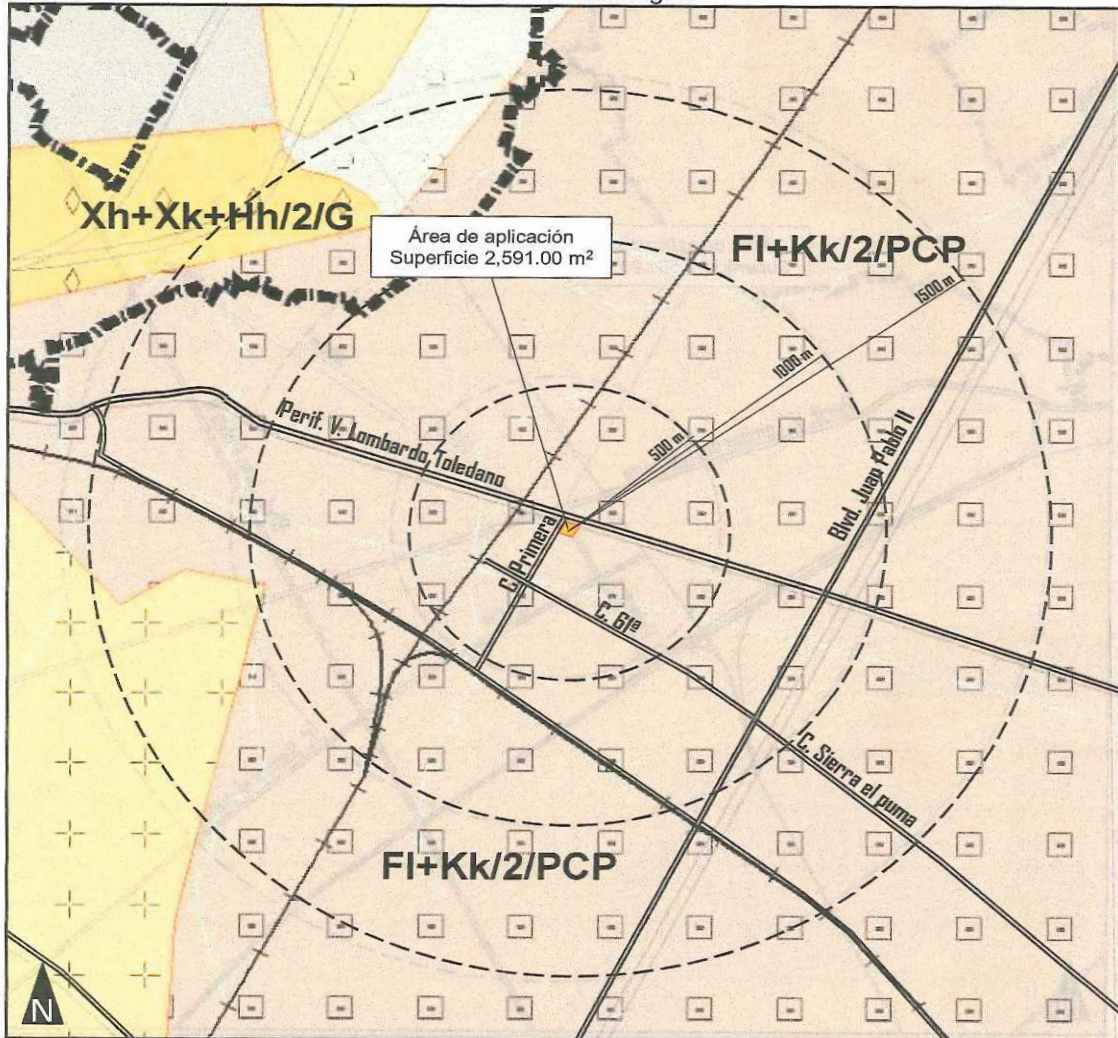 Xh+Xk+Hh/2/G
Área de aplicación
Superficie 2,591.00 m²
Fl+Kk/2/PCP
1500 m
1000 m
500 m
Perif. V. Lombardo Toledano
Blvd. Juan Pablo II
C. Primera
C. 61ª
C. Sierra el puma
Fl+Kk/2/PCP
N